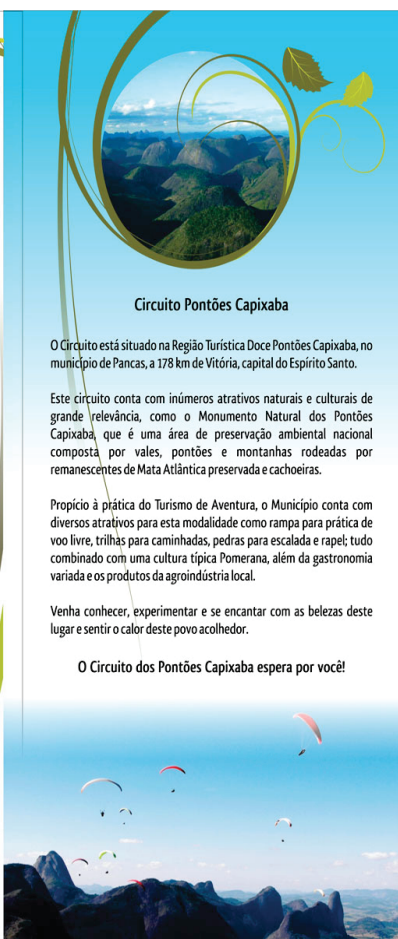 Circuito Pontões Capixaba
O Circuito está situado na Região Turística Doce Pontões Capixaba, no
município de Pancas, a 178 km de Vitória, capital do Espírito Santo.
Este circuito conta com inúmeros atrativos naturais e culturais de
grande relevância, como o Monumento Natural dos Pontões
Capixaba, que é uma área de preservação ambiental nacional
composta por vales, pontões e montanhas rodeadas por
remanescentes de Mata Atlântica preservada e cachoeiras.
Propício à prática do Turismo de Aventura, o Município conta com
diversos atrativos para esta modalidade como rampa para prática de
voo livre, trilhas para caminhadas, pedras para escalada e rapel; tudo
combinado com uma cultura típica Pomerana, além da gastronomia
variada e os produtos da agroindústria local.
Venha conhecer, experimentar e se encantar com as belezas deste
lugar e sentir o calor deste povo acolhedor.
O Circuito dos Pontões Capixaba espera por você!